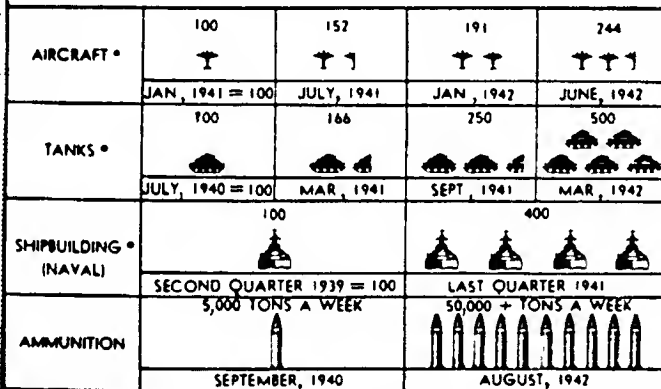 100 152 191 244
AIRCRAFT *
JAN, 1941 = 100 JULY, 1941 JAN, 1942 JUNE, 1942
100 166 250 500
TANKS *
JULY, 1940 = 100 MAR, 1941 SEPT, 1941 MAR, 1942
100 400
SHIPBUILDING *
(NAVAL)
SECOND QUARTER 1939 = 100 LAST QUARTER 1941
5,000 TONS A WEEK 50,000 + TONS A WEEK
AMMUNITION
SEPTEMBER, 1940 AUGUST, 1942